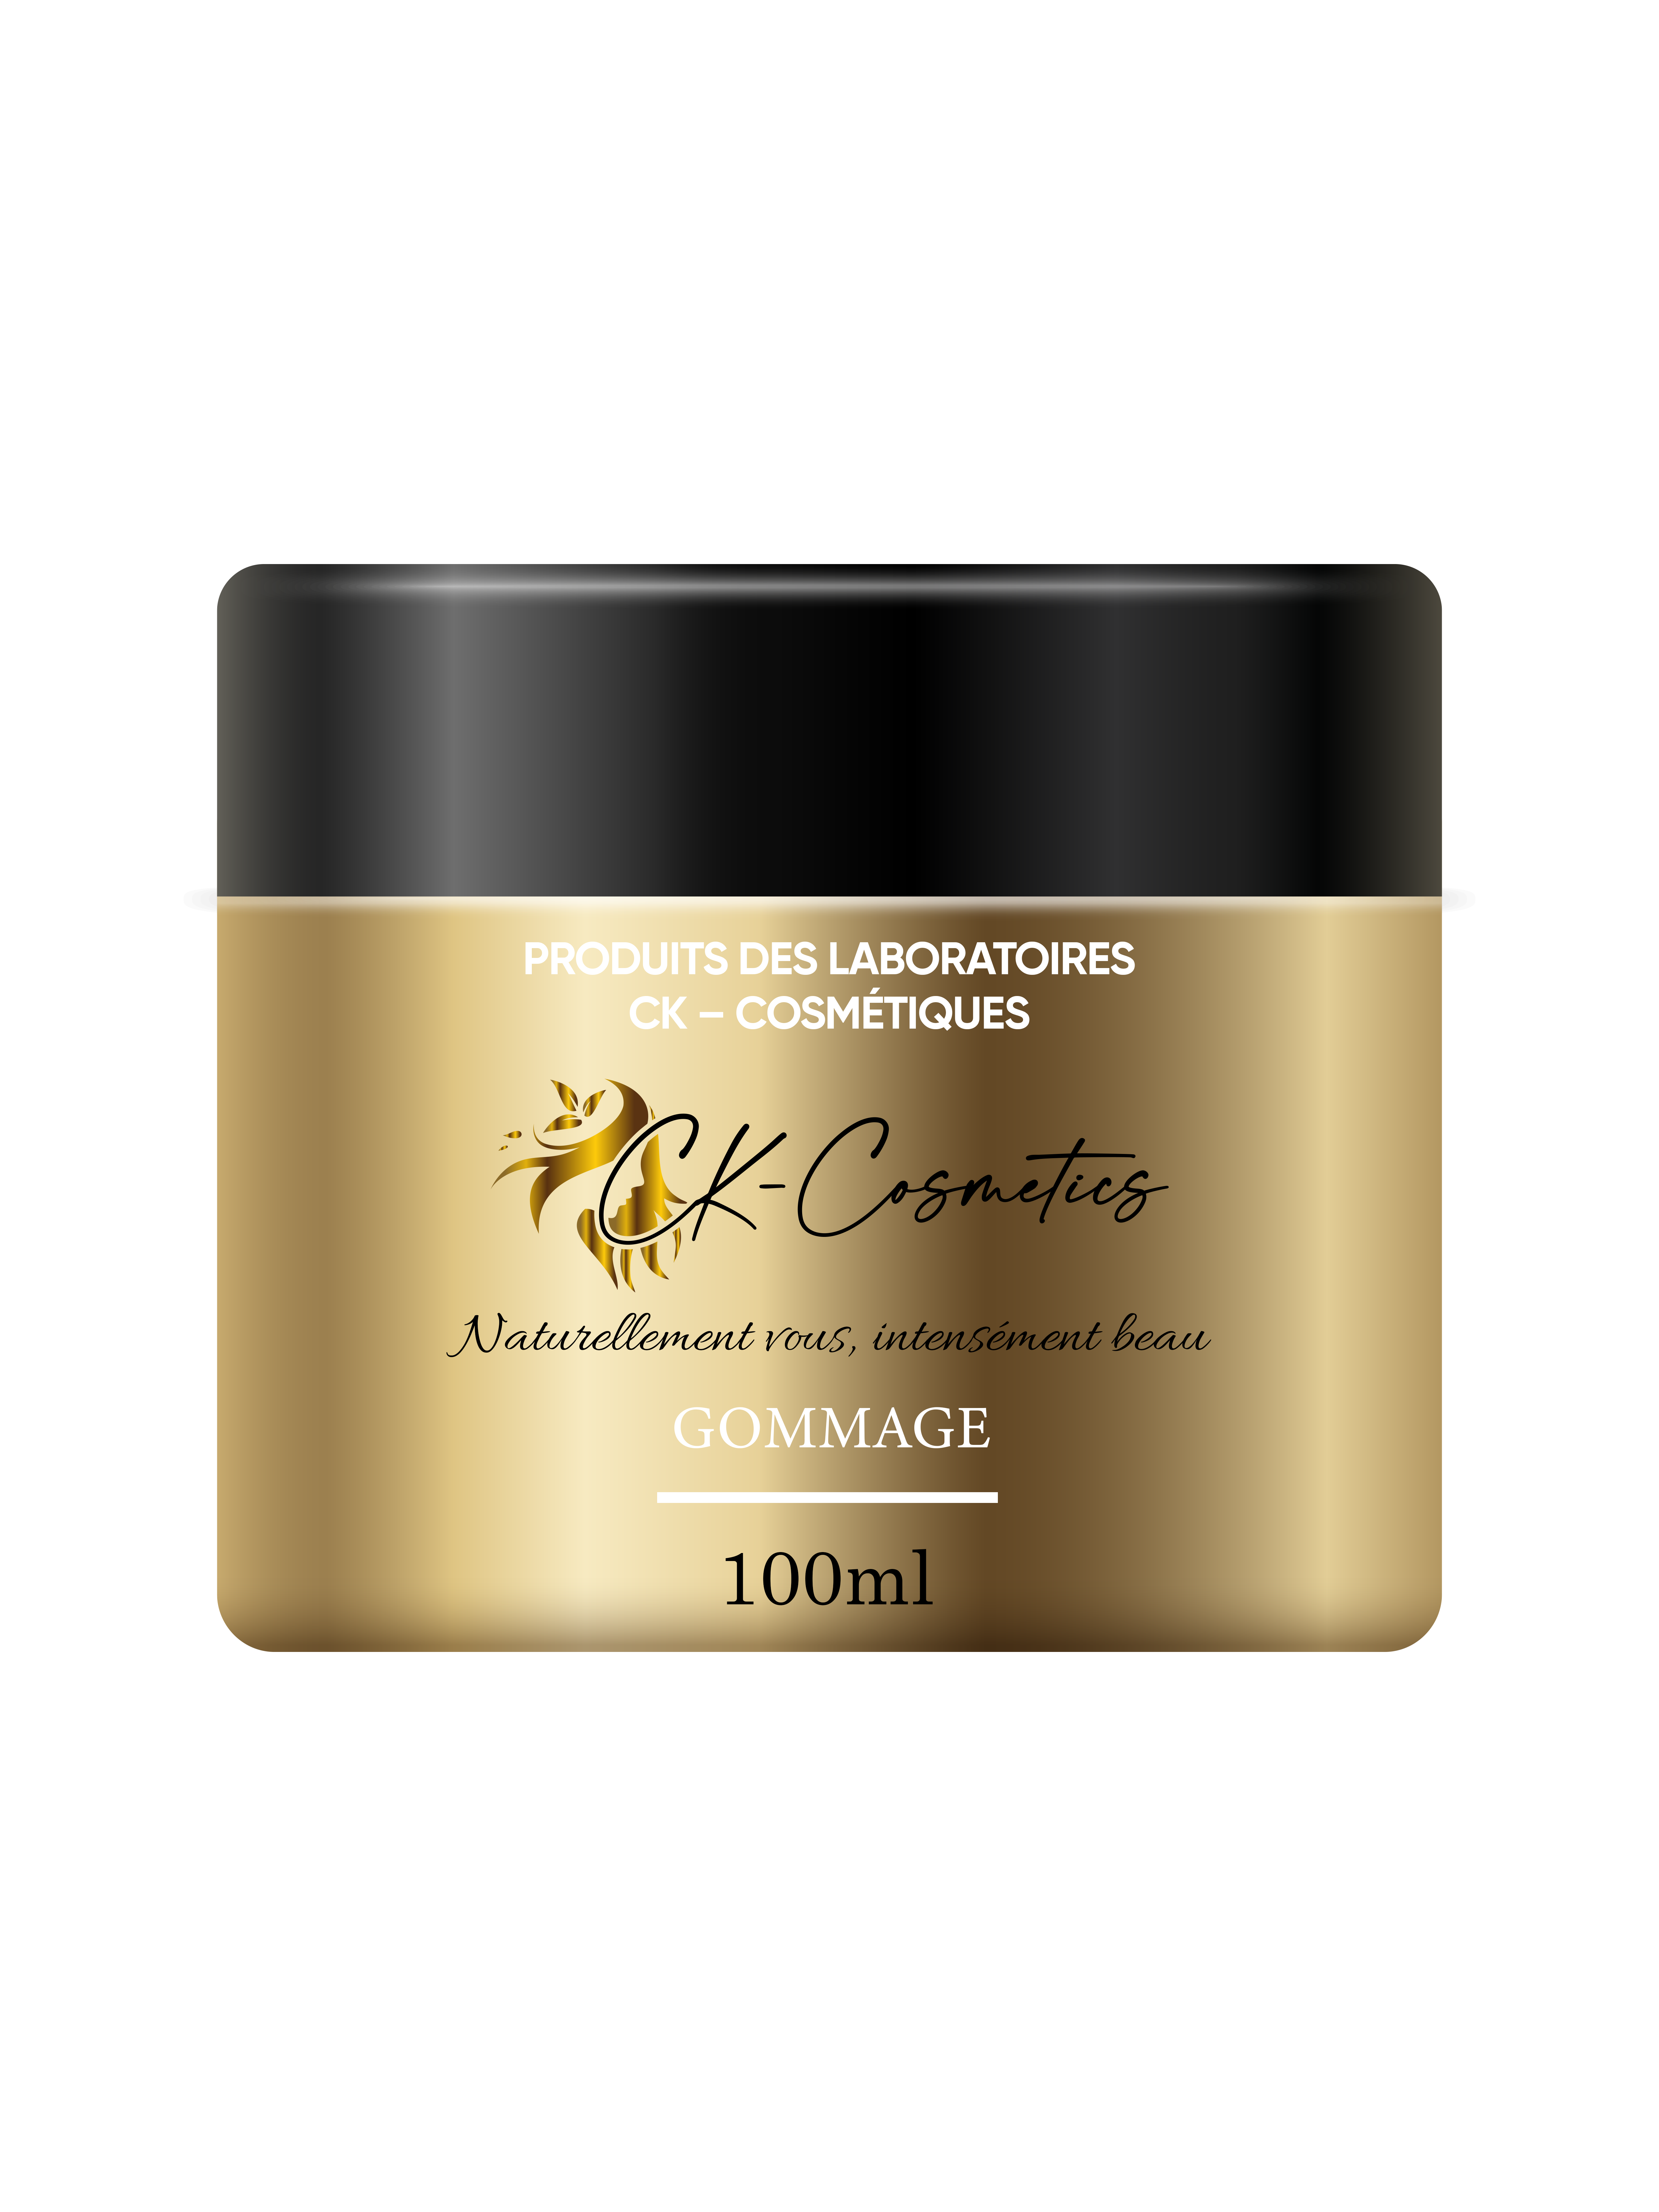 PRODUITS DES LABORATOIRES
CK – COSMÉTIQUES
CK-Cosmetics
Naturellement vous, intensément beau
GOMMAGE
100ml